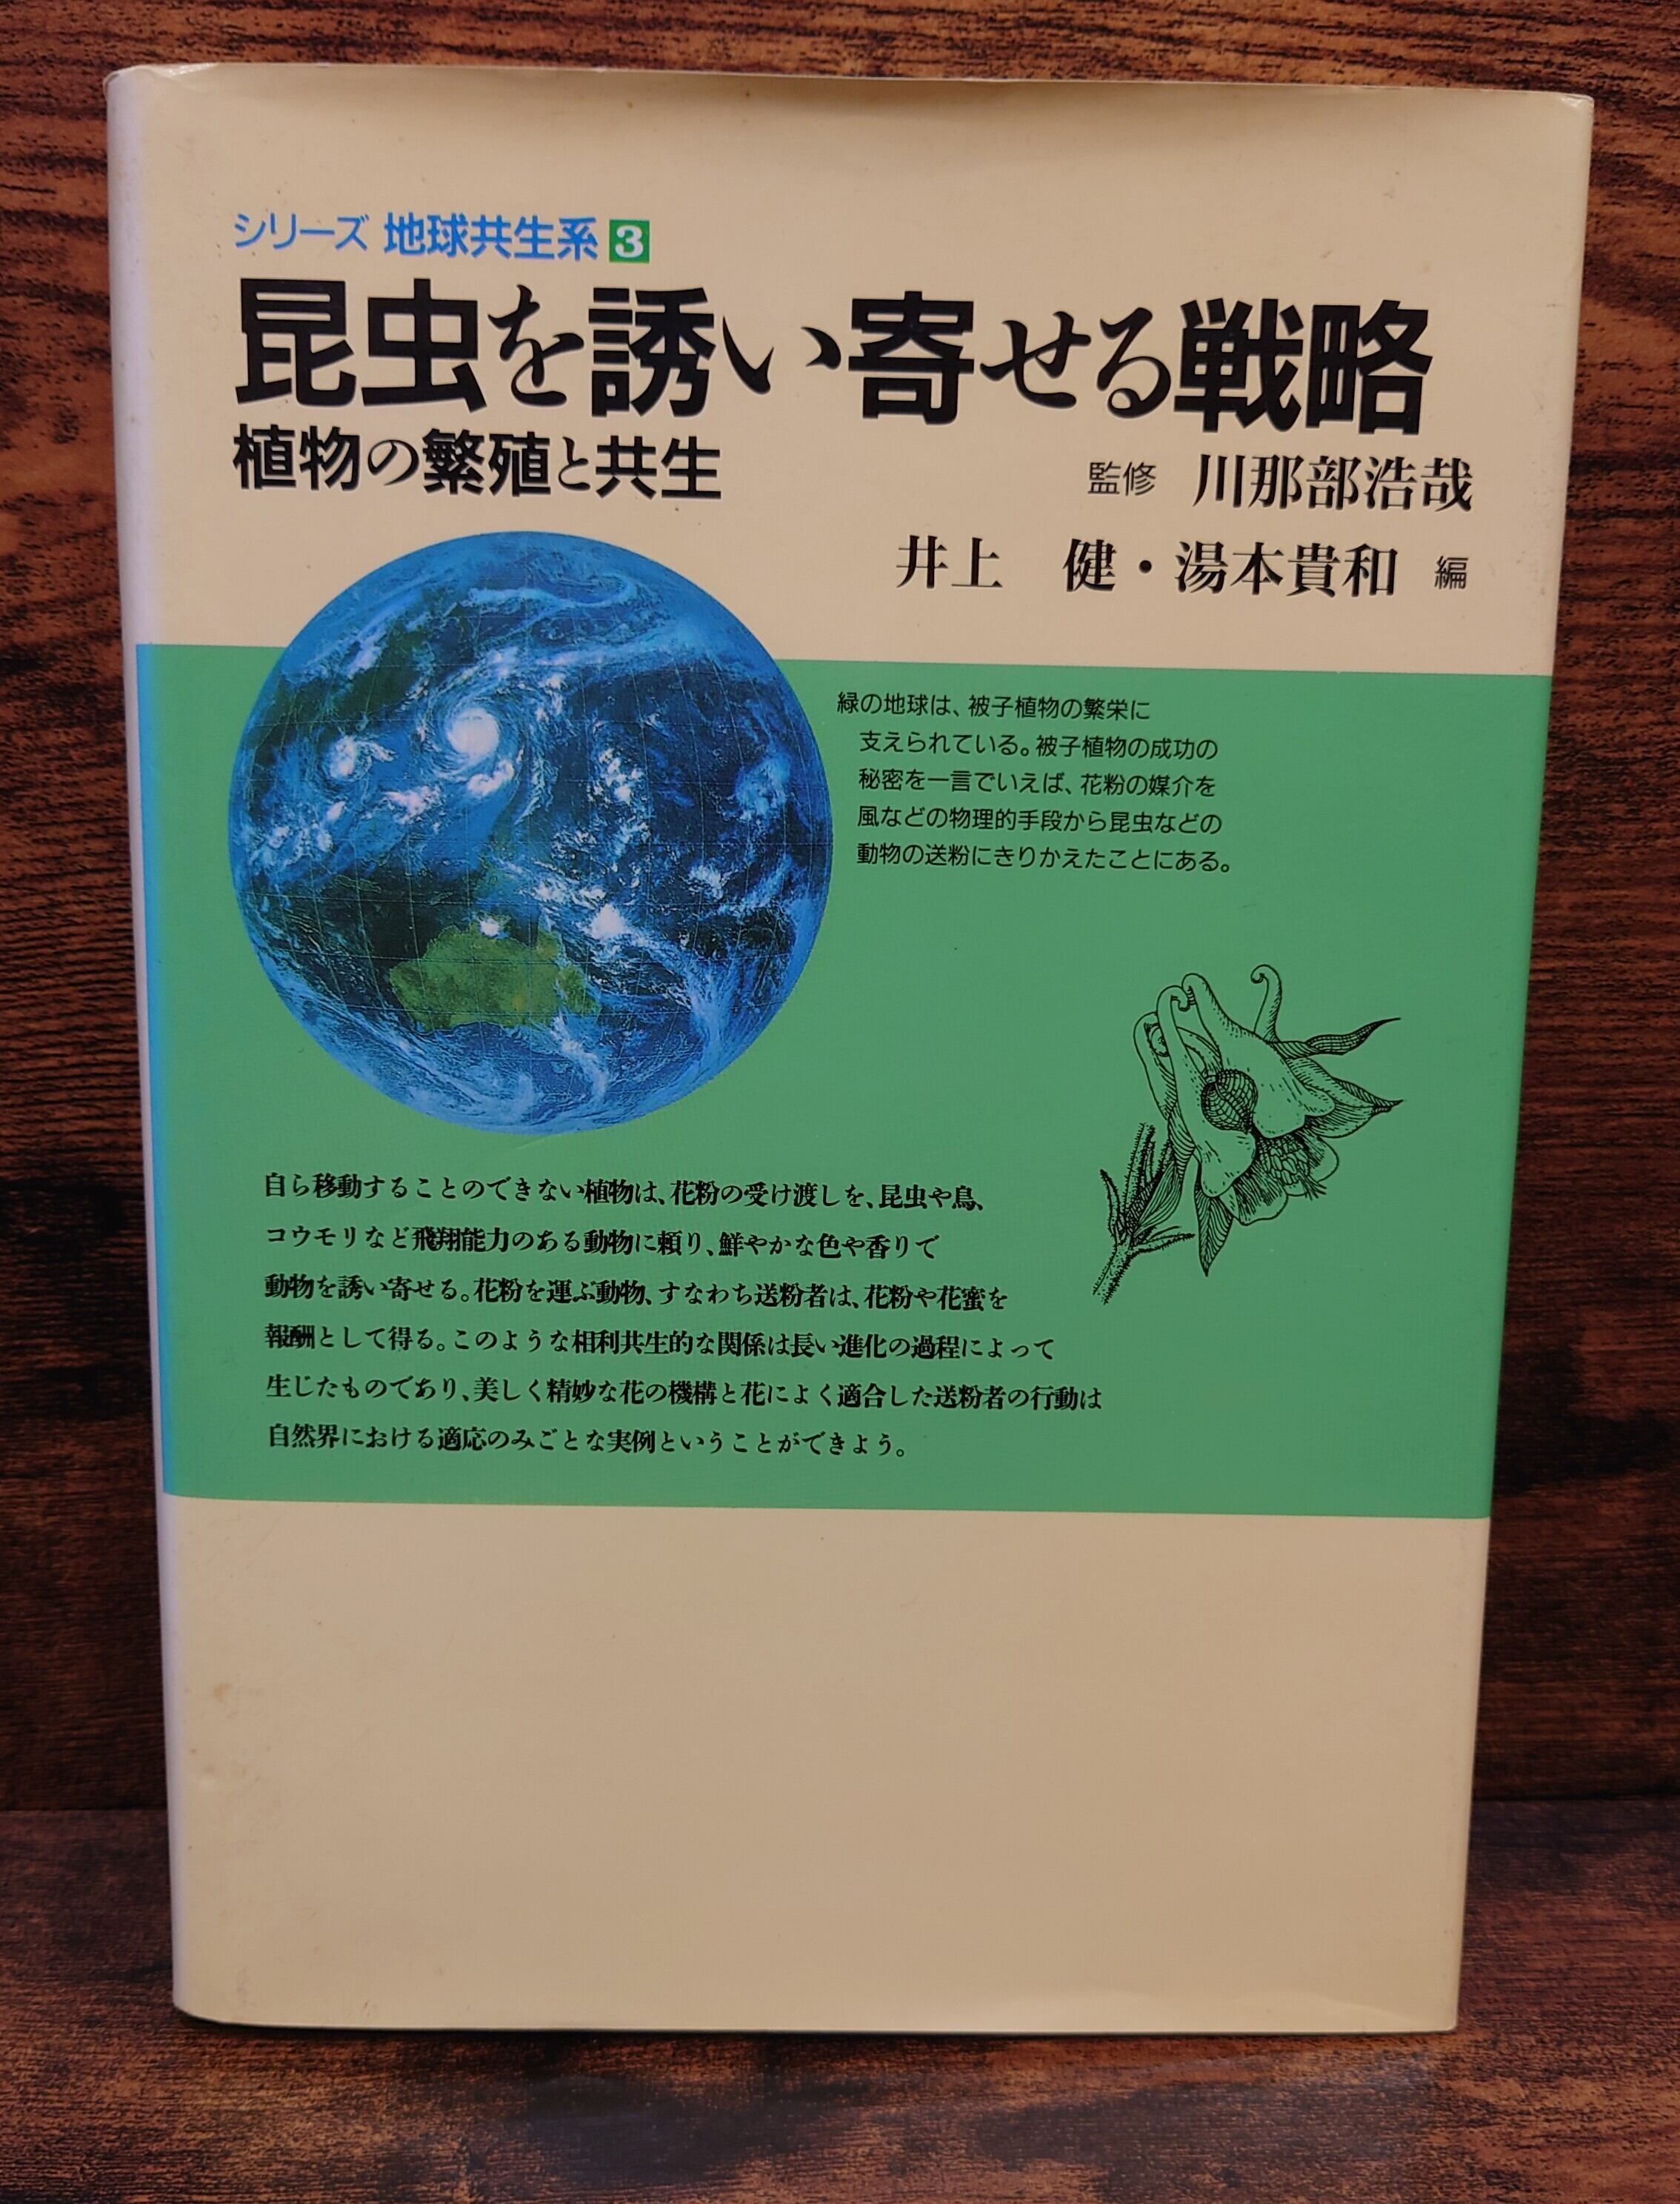 シリーズ 地球共生系 3
昆虫を誘い寄せる戦略
植物の繁殖と共生
監修 川那部浩哉
井上 健・湯本貴和 編
緑の地球は、被子植物の繁栄に
支えられている。被子植物の成功の
秘密を一言でいえば、花粉の媒介を
風などの物理的手段から昆虫などの
動物の送粉にきりかえたことにある。
自ら移動することのできない植物は、花粉の受け渡しを、昆虫や鳥、
コウモリなど飛翔能力のある動物に頼り、鮮やかな色や香りで
動物を誘い寄せる。花粉を運ぶ動物、すなわち送粉者は、花粉や花蜜を
報酬として得る。このような相利共生的な関係は長い進化の過程によって
生じたものであり、美しく精妙な花の機構と花によく適合した送粉者の行動は
自然界における適応のみごとな実例ということができよう。